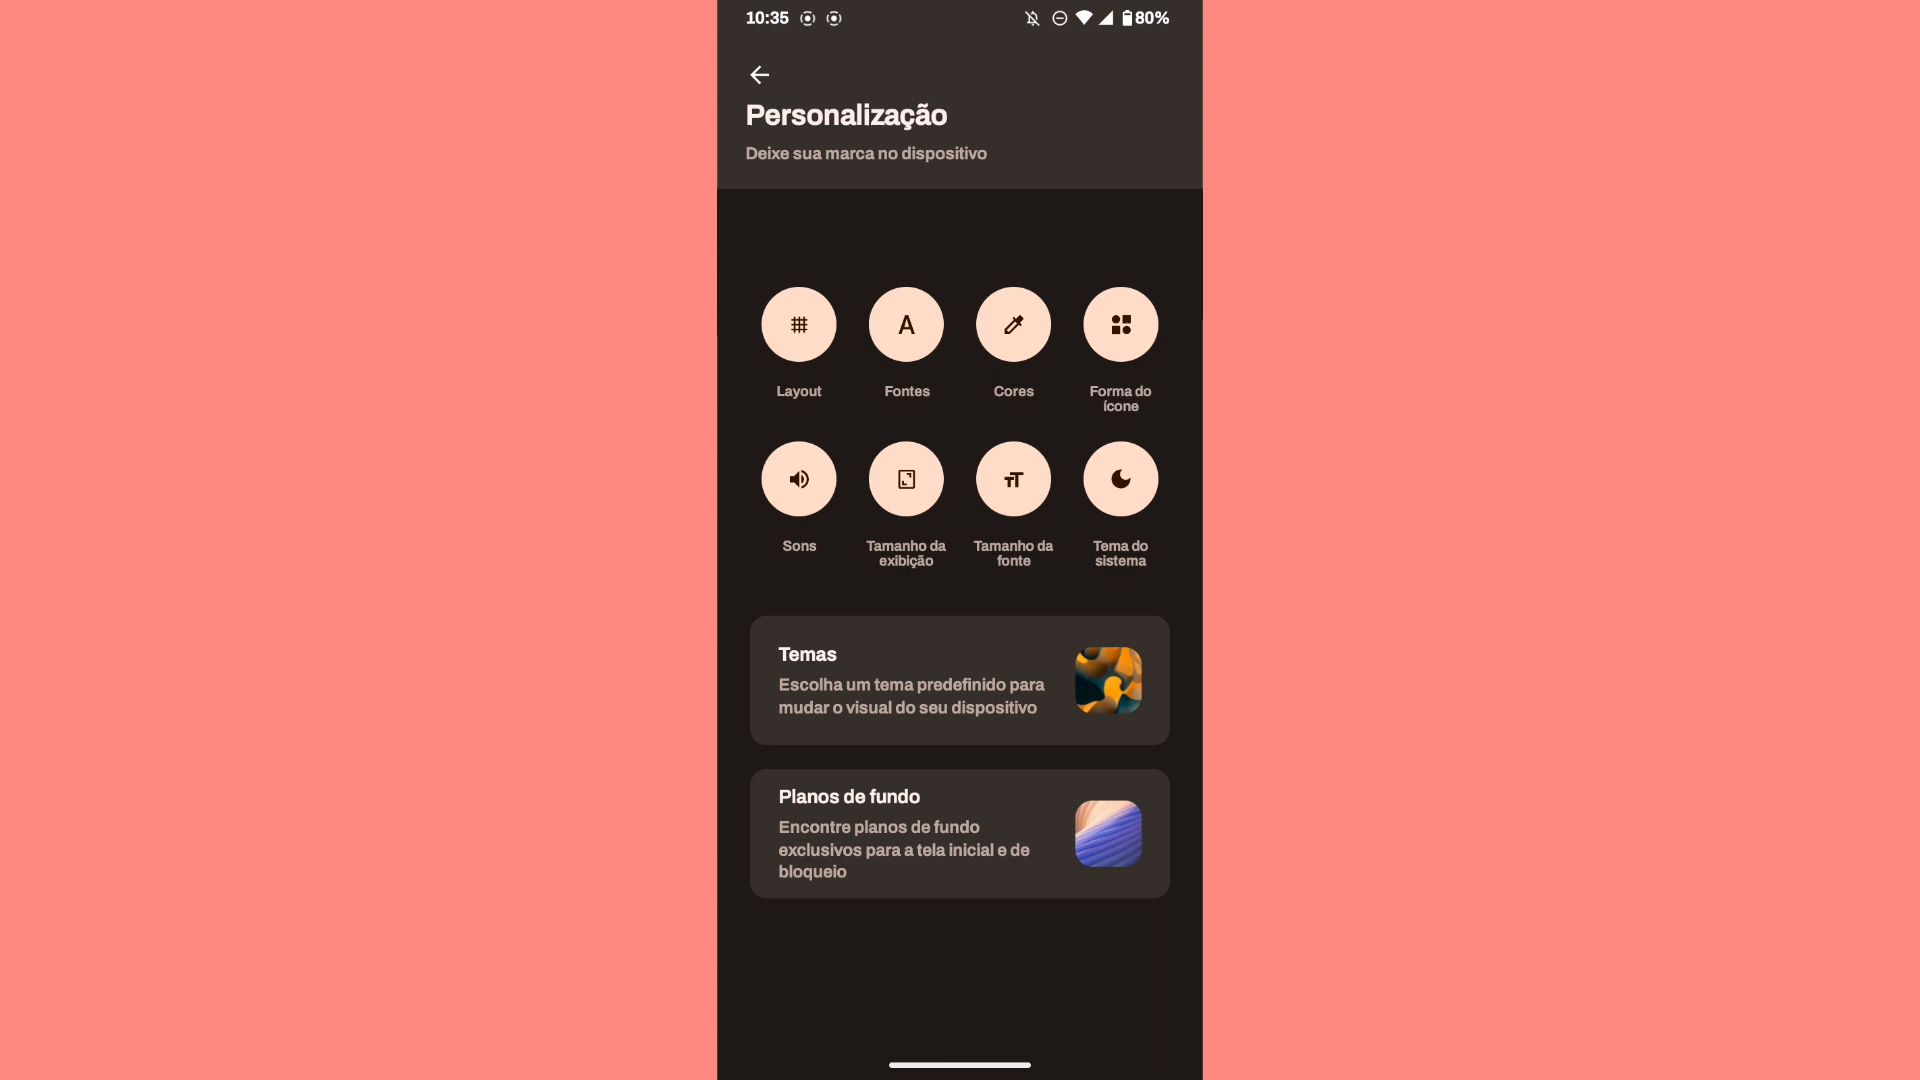 10:35
80%
Personalização
Deixe sua marca no dispositivo
Layout
Fontes
Cores
Forma do
ícone
Sons
Tamanho da
exibição
Tamanho da
fonte
Tema do
sistema
Temas
Escolha um tema predefinido para
mudar o visual do seu dispositivo
Planos de fundo
Encontre planos de fundo
exclusivos para a tela inicial e de
bloqueio